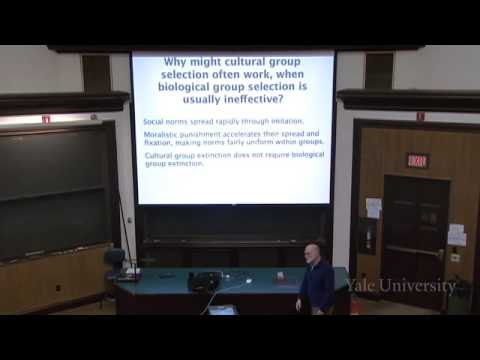 Why might cultural group
selection often work, when
biological group selection is
usually ineffective?
Social norms spread rapidly through imitation.
Moralistic punishment accelerates their spread and
fixation, making norms fairly uniform within groups.
Cultural group extinction does not require biological
group extinction.
EXIT
Yale University